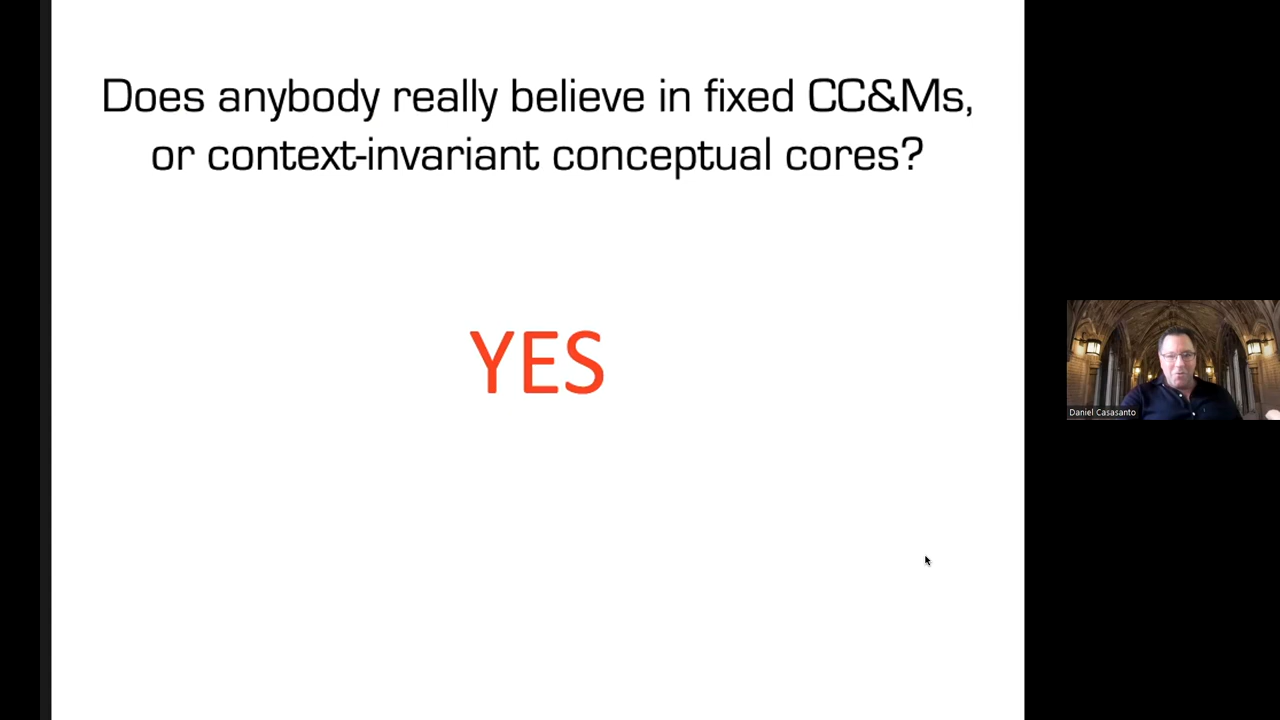 Does anybody really believe in fixed CC&Ms,
or context-invariant conceptual cores?
YES
Daniel Casasanto